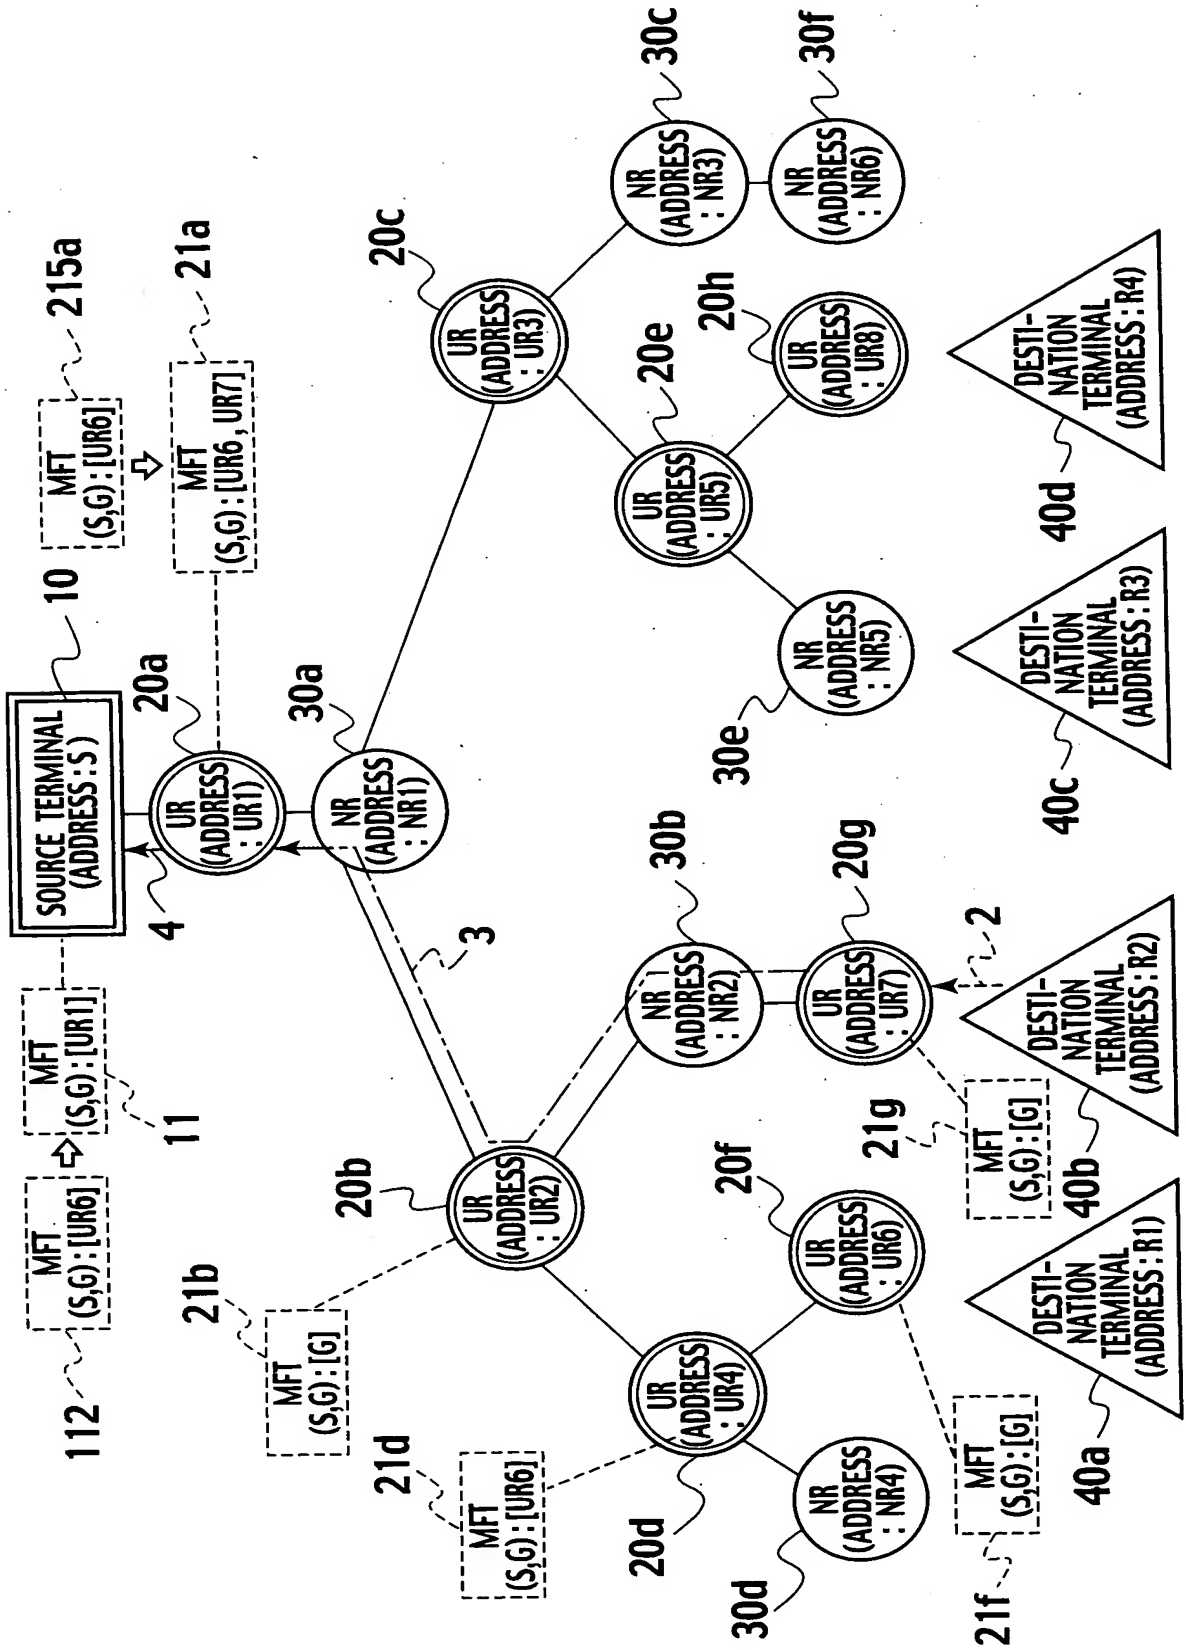 112
MFT
(S,G):[UR6]
MFT
(S,G):[UR1]
11
SOURCE TERMINAL
(ADDRESS:S)
10
4
MFT
(S,G):[UR6]
215a
MFT
(S,G):[UR6,UR7]
21a
UR
(ADDRESS
:UR1)
20a
NR
(ADDRESS
:NR1)
30a
3
21b
MFT
(S,G):[G]
UR
(ADDRESS
:UR2)
20b
UR
(ADDRESS
:UR3)
20c
21d
MFT
(S,G):[UR6]
UR
(ADDRESS
:UR4)
20d
NR
(ADDRESS
:NR2)
30b
UR
(ADDRESS
:UR5)
20e
NR
(ADDRESS
:NR3)
30c
NR
(ADDRESS
:NR4)
30d
UR
(ADDRESS
:UR6)
20f
UR
(ADDRESS
:UR7)
20g
NR
(ADDRESS
:NR5)
30e
UR
(ADDRESS
:UR8)
20h
NR
(ADDRESS
:NR6)
30f
21f
MFT
(S,G):[G]
21g
MFT
(S,G):[G]
2
40a
DESTI-
NATION
TERMINAL
(ADDRESS:R1)
40b
DESTI-
NATION
TERMINAL
(ADDRESS:R2)
40c
DESTI-
NATION
TERMINAL
(ADDRESS:R3)
40d
DESTI-
NATION
TERMINAL
(ADDRESS:R4)